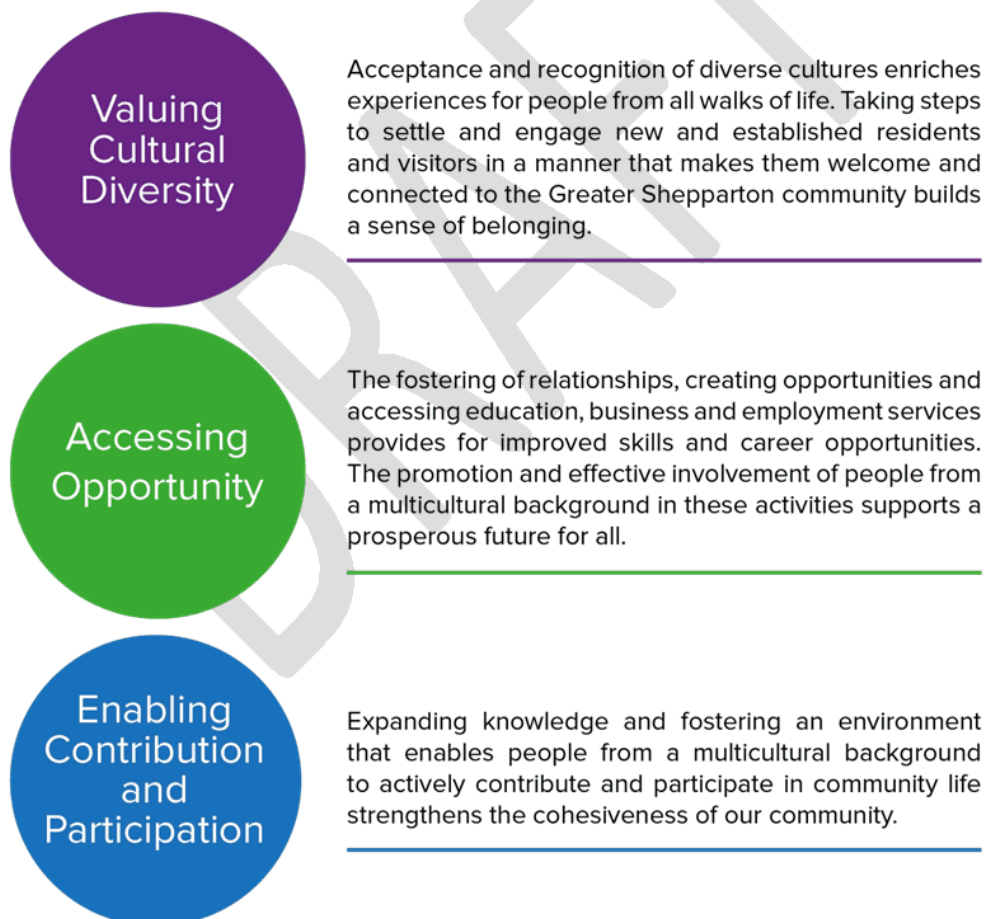 Valuing
Cultural
Diversity
Acceptance and recognition of diverse cultures enriches
experiences for people from all walks of life. Taking steps
to settle and engage new and established residents
and visitors in a manner that makes them welcome and
connected to the Greater Shepparton community builds
a sense of belonging.
Accessing
Opportunity
The fostering of relationships, creating opportunities and
accessing education, business and employment services
provides for improved skills and career opportunities.
The promotion and effective involvement of people from
a multicultural background in these activities supports a
prosperous future for all.
Enabling
Contribution
and
Participation
Expanding knowledge and fostering an environment
that enables people from a multicultural background
to actively contribute and participate in community life
strengthens the cohesiveness of our community.
DRAFT